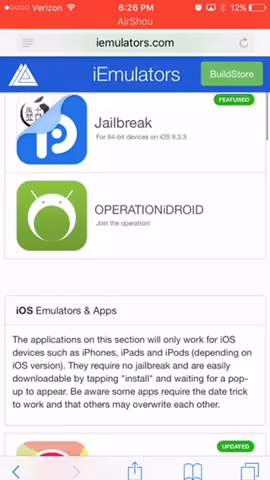 Verizon 6:26 PM 12%
AirShou
iemulators.com
iEmulators
BuildStore
FEATURED
Jailbreak
For 64-bit devices on iOS 9.3.3
OPERATIONiDROID
Join the operation!
iOS Emulators & Apps
The applications on this section will only work for iOS
devices such as iPhones, iPads and iPods (depending on
iOS version). They require no jailbreak and are easily
downloadable by tapping "install" and waiting for a pop-
up to appear. Be aware some apps require the date trick
to work and that others may overwrite each other.
UPDATED